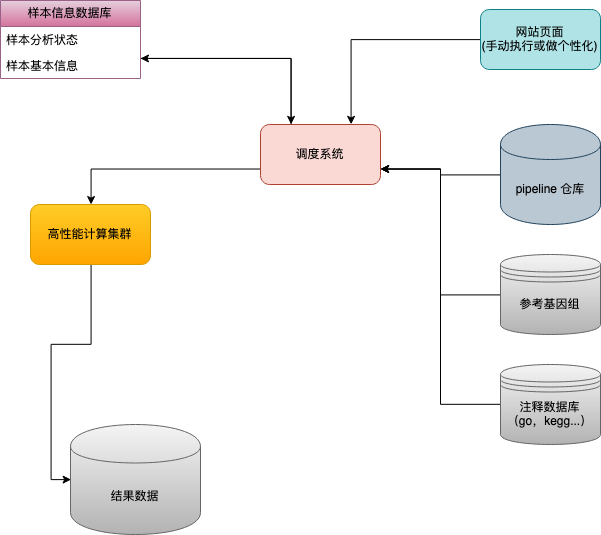 样本信息数据库
样本分析状态
样本基本信息
网站页面
(手动执行或做个性化)
调度系统
pipeline 仓库
高性能计算集群
参考基因组
注释数据库
（go，kegg...）
结果数据